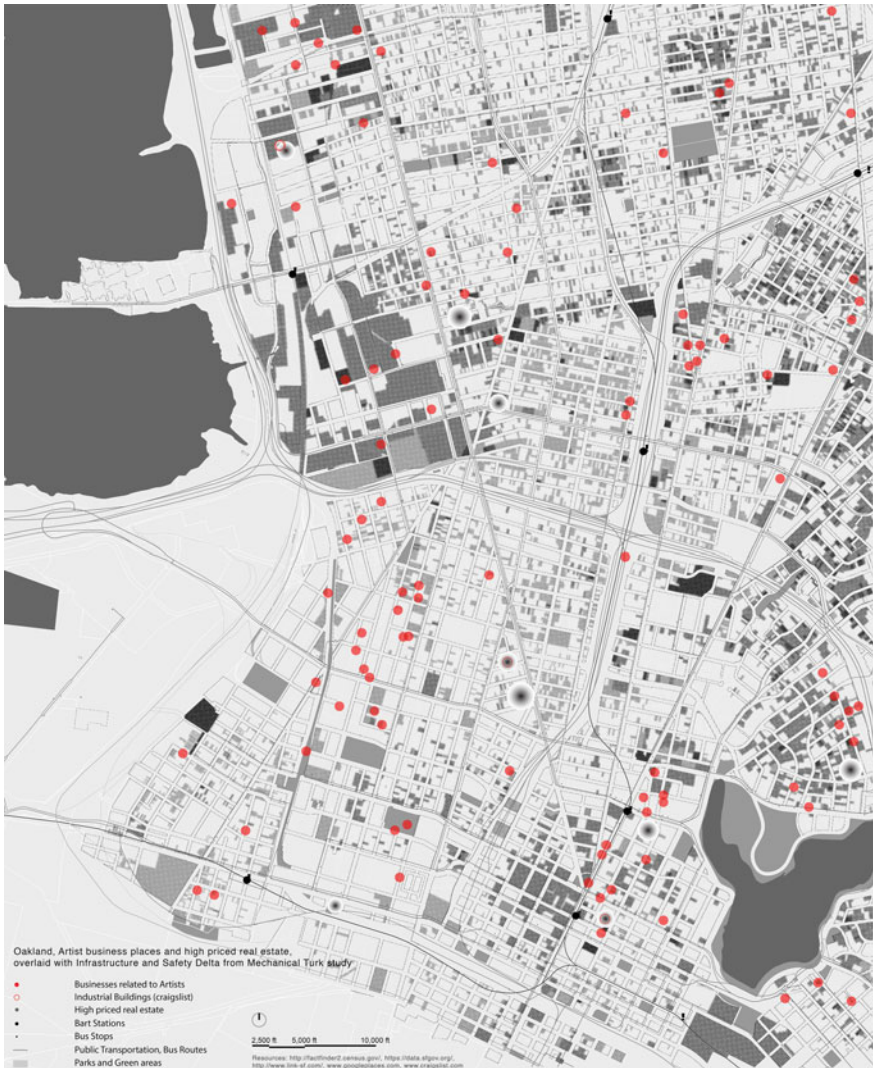 Oakland, Artist business places and high priced real estate,
overlaid with Infrastructure and Safety Delta from Mechanical Turk study
Businesses related to Artists
Industrial Buildings (craigslist)
High priced real estate
Bart Stations
Bus Stops
Public Transportation, Bus Routes
Parks and Green areas
2,500 ft 5,000 ft 10,000 ft
Resources: http://factfinder2.census.gov/, https://data.sfgov.org/,
http://www.link-sf.com/, www.googleplaces.com, www.craigslist.com